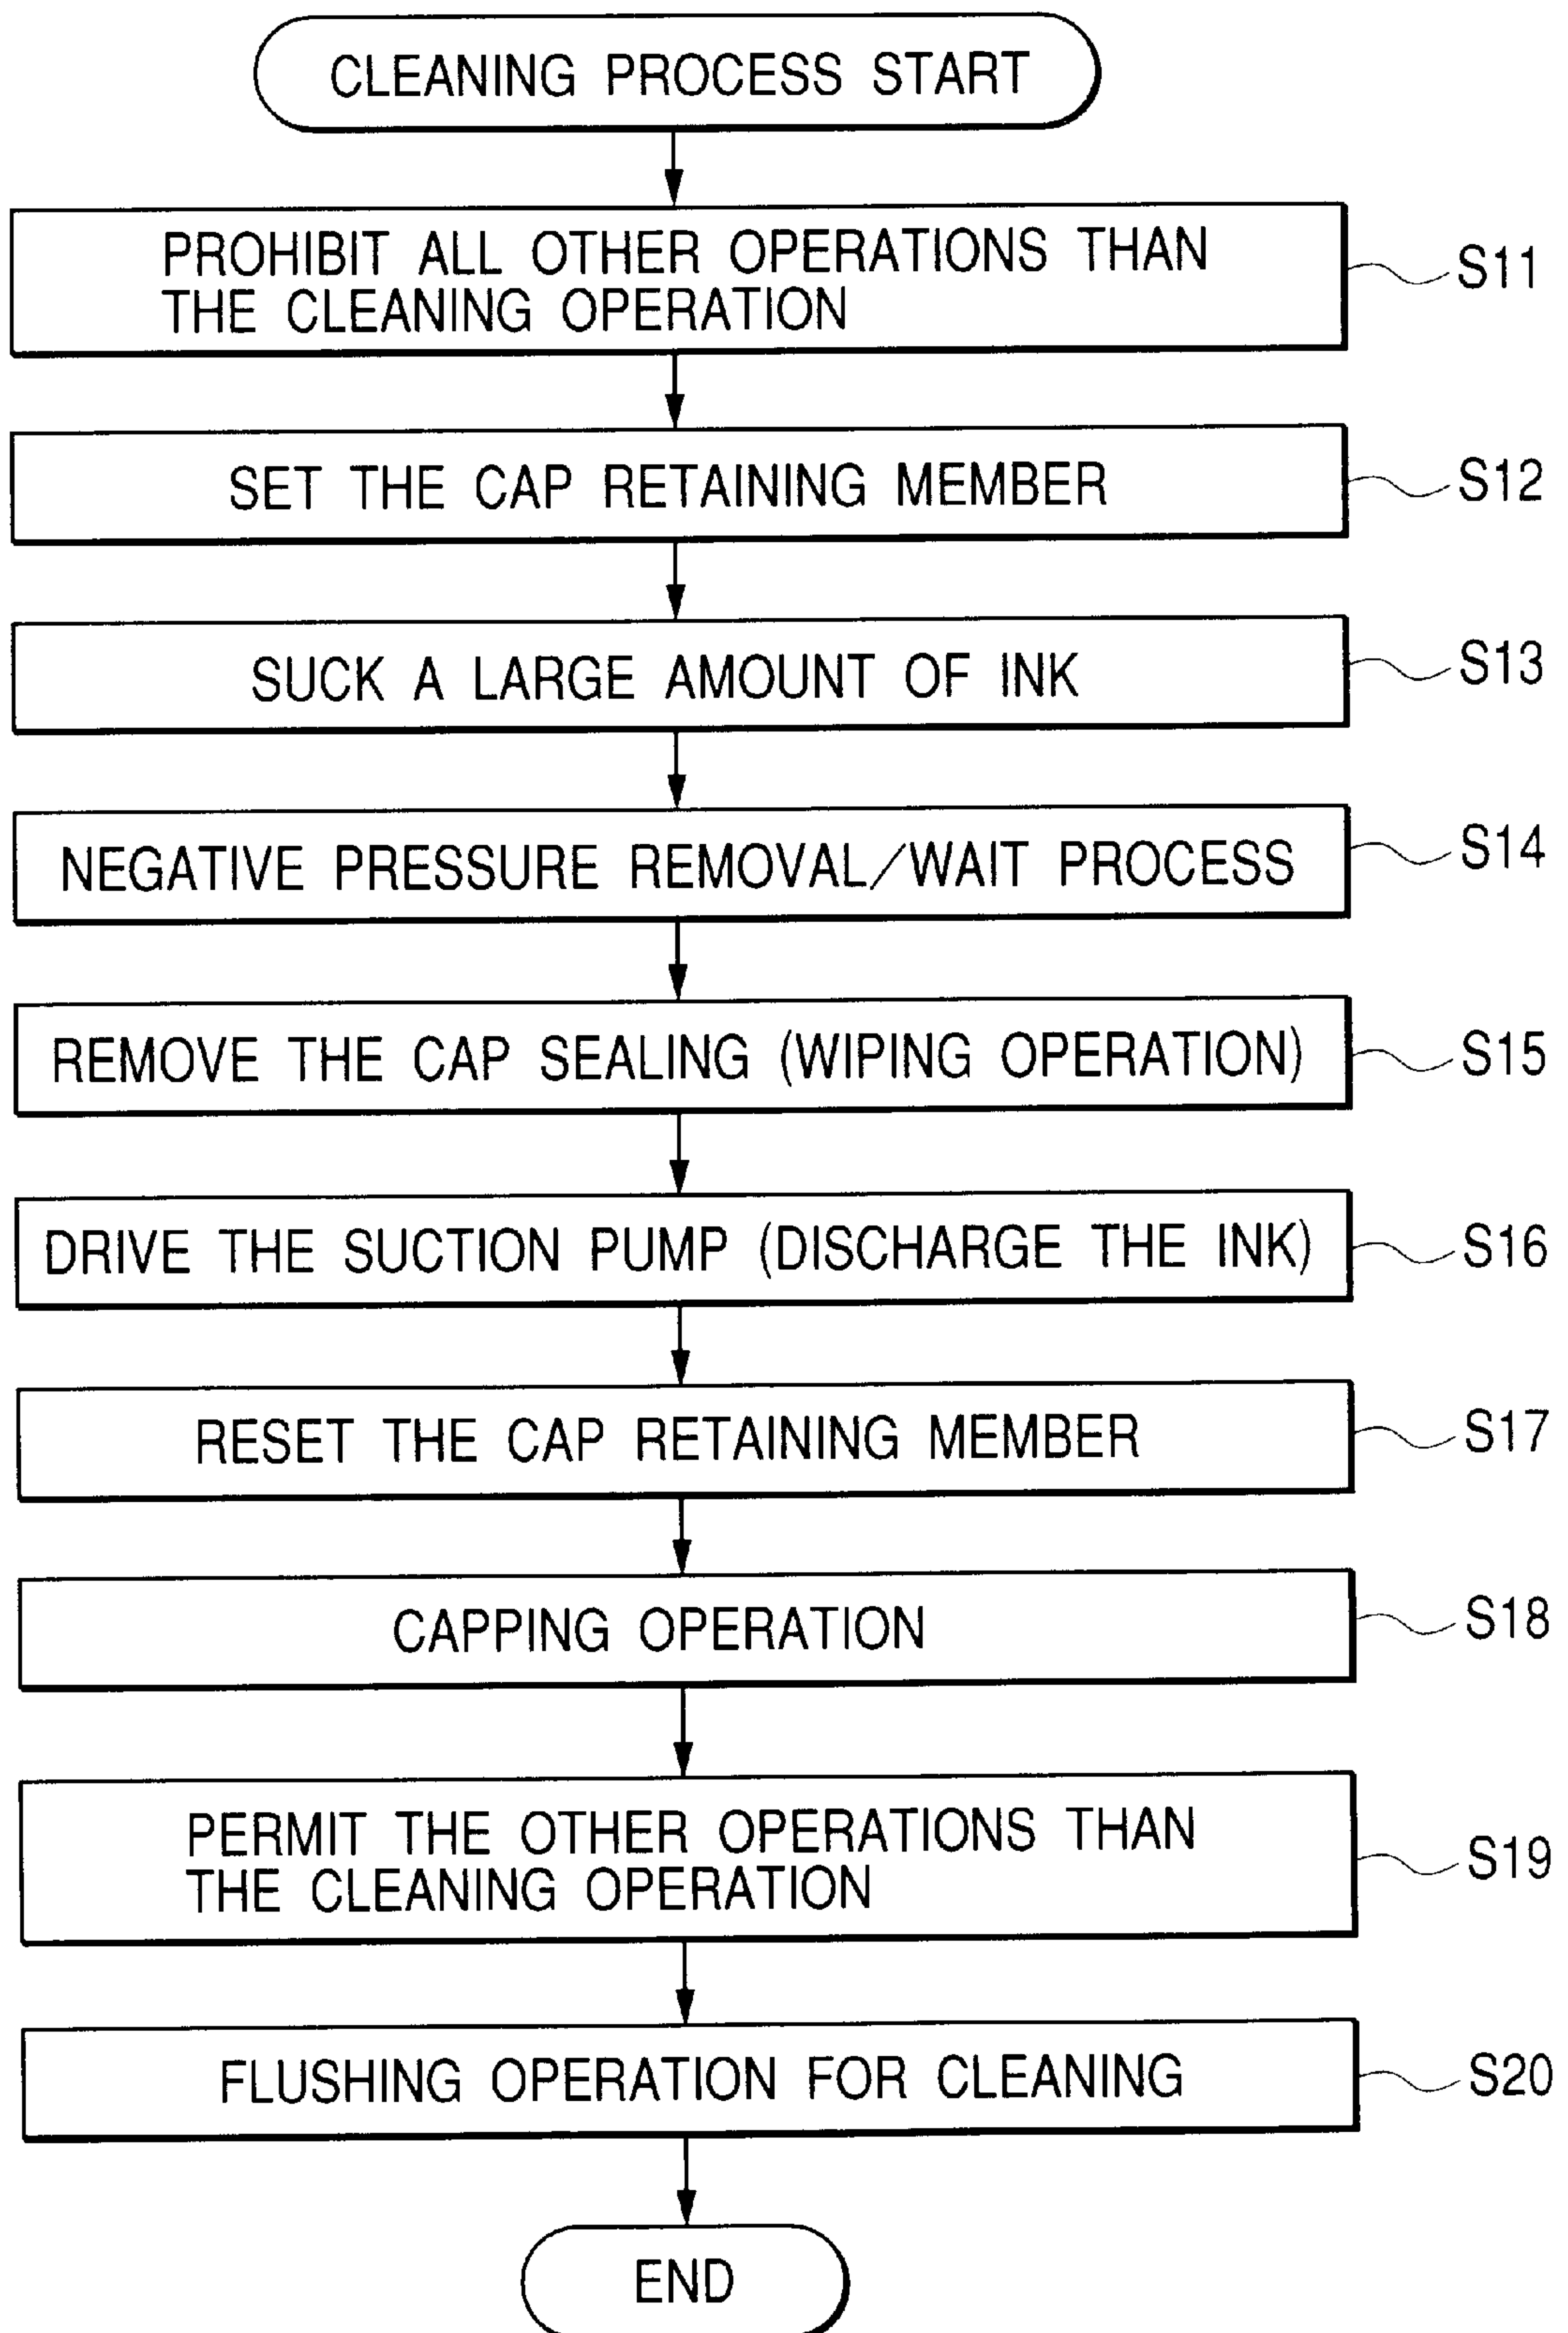 CLEANING PROCESS START
PROHIBIT ALL OTHER OPERATIONS THAN
THE CLEANING OPERATION
S11
SET THE CAP RETAINING MEMBER
S12
SUCK A LARGE AMOUNT OF INK
S13
NEGATIVE PRESSURE REMOVAL/WAIT PROCESS
S14
REMOVE THE CAP SEALING (WIPING OPERATION)
S15
DRIVE THE SUCTION PUMP (DISCHARGE THE INK)
S16
RESET THE CAP RETAINING MEMBER
S17
CAPPING OPERATION
S18
PERMIT THE OTHER OPERATIONS THAN
THE CLEANING OPERATION
S19
FLUSHING OPERATION FOR CLEANING
S20
END